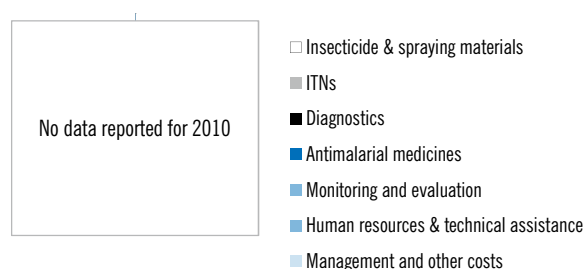 No data reported for 2010
Insecticide & spraying materials
ITNs
Diagnostics
Antimalarial medicines
Monitoring and evaluation
Human resources & technical assistance
Management and other costs